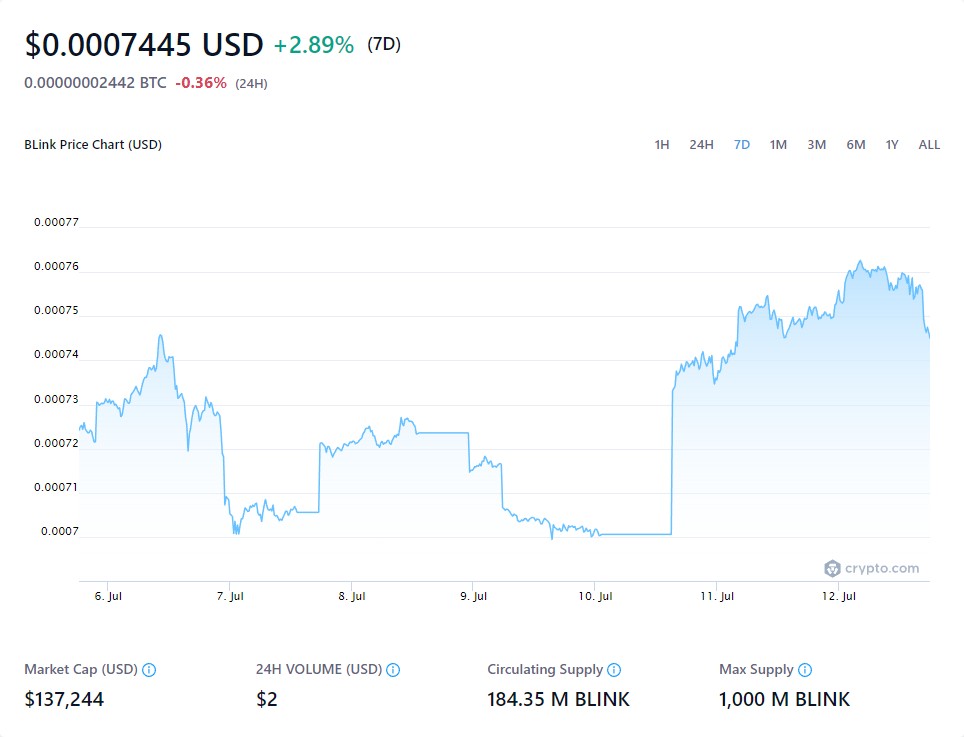 $0.0007445 USD +2.89% (7D)
0.00000002442 BTC -0.36% (24H)
BLink Price Chart (USD) 1H 24H 7D 1M 3M 6M 1Y ALL
0.00077
0.00076
0.00075
0.00074
0.00073
0.00072
0.00071
0.0007
crypto.com
6. Jul 7. Jul 8. Jul 9. Jul 10. Jul 11. Jul 12. Jul
Market Cap (USD) 24H VOLUME (USD) Circulating Supply Max Supply
$137,244 $2 184.35 M BLINK 1,000 M BLINK